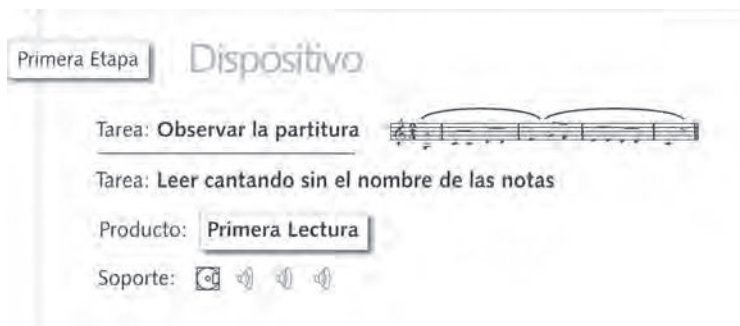 Primera Etapa Dispositivo
Tarea: Observar la partitura
Tarea: Leer cantando sin el nombre de las notas
Producto: Primera Lectura
Soporte: